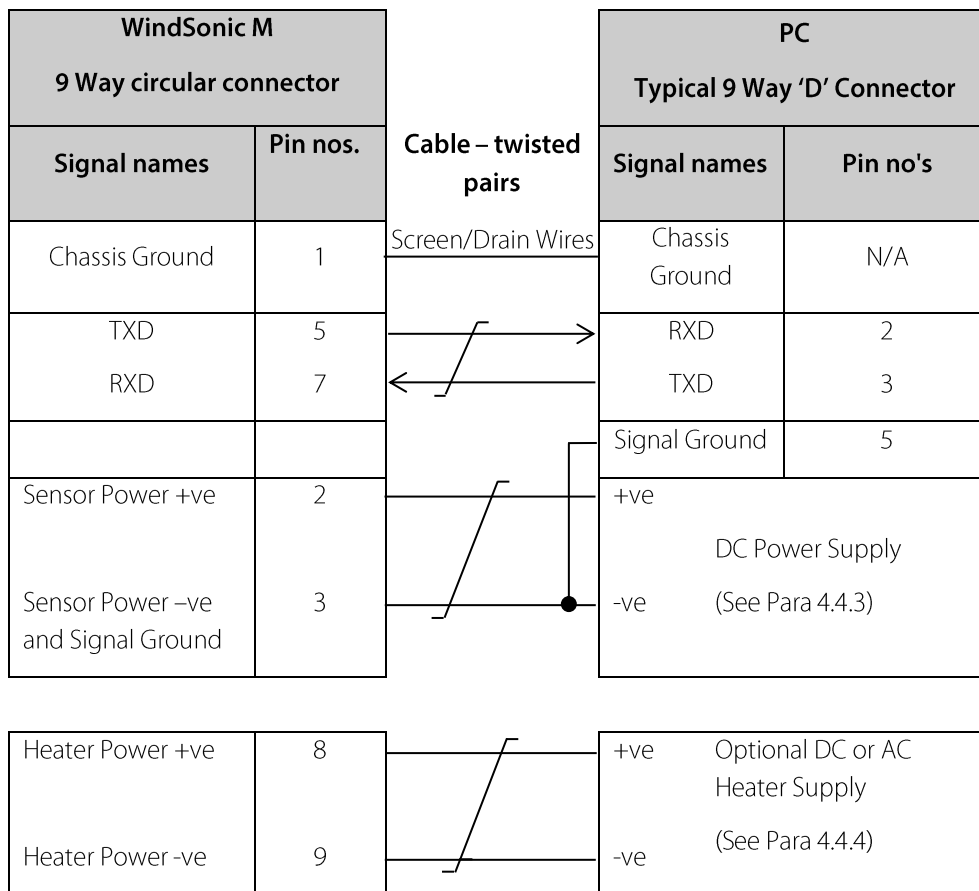 WindSonic M
9 Way circular connector
PC
Typical 9 Way ‘D’ Connector
Signal names
Pin nos.
Cable – twisted
pairs
Signal names
Pin no's
Chassis Ground
1
Screen/Drain Wires
Chassis
Ground
N/A
TXD
5
RXD
2
RXD
7
TXD
3
Signal Ground
5
Sensor Power +ve
2
+ve
DC Power Supply
Sensor Power –ve
and Signal Ground
3
-ve
(See Para 4.4.3)
Heater Power +ve
8
+ve
Optional DC or AC
Heater Supply
(See Para 4.4.4)
Heater Power -ve
9
-ve